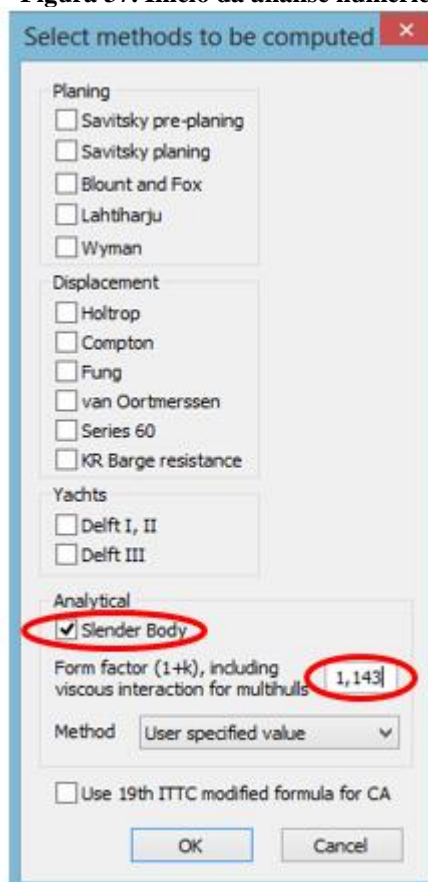 Figura 37. Início da análise numéric
Select methods to be computed
Planing
Savitsky pre-planing
Savitsky planing
Blount and Fox
Lahtiharju
Wyman
Displacement
Holtrop
Compton
Fung
van Oortmerssen
Series 60
KR Barge resistance
Yachts
Delft I, II
Delft III
Analytical
Slender Body
Form factor (1+k), including
viscous interaction for multihulls 1,143
Method User specified value
Use 19th ITTC modified formula for CA
OK Cancel